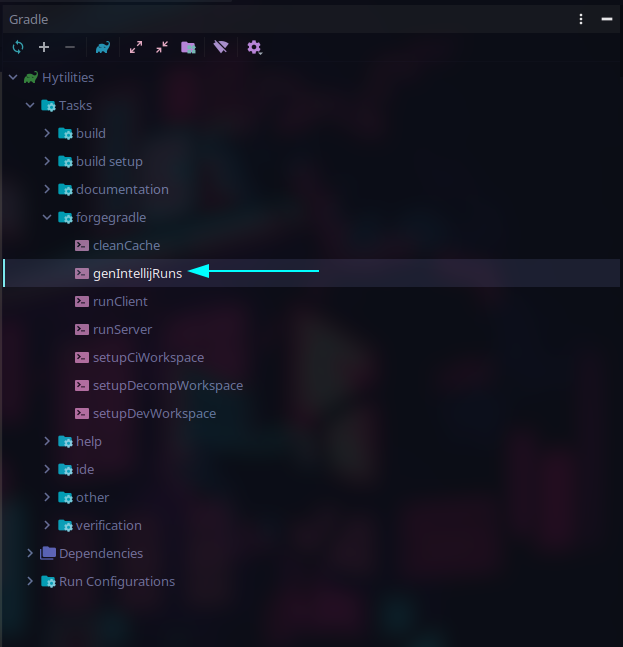 Gradle
Hytilities
Tasks
build
build setup
documentation
forgegradle
cleanCache
genIntellijRuns
runClient
runServer
setupCiWorkspace
setupDecompWorkspace
setupDevWorkspace
help
ide
other
verification
Dependencies
Run Configurations